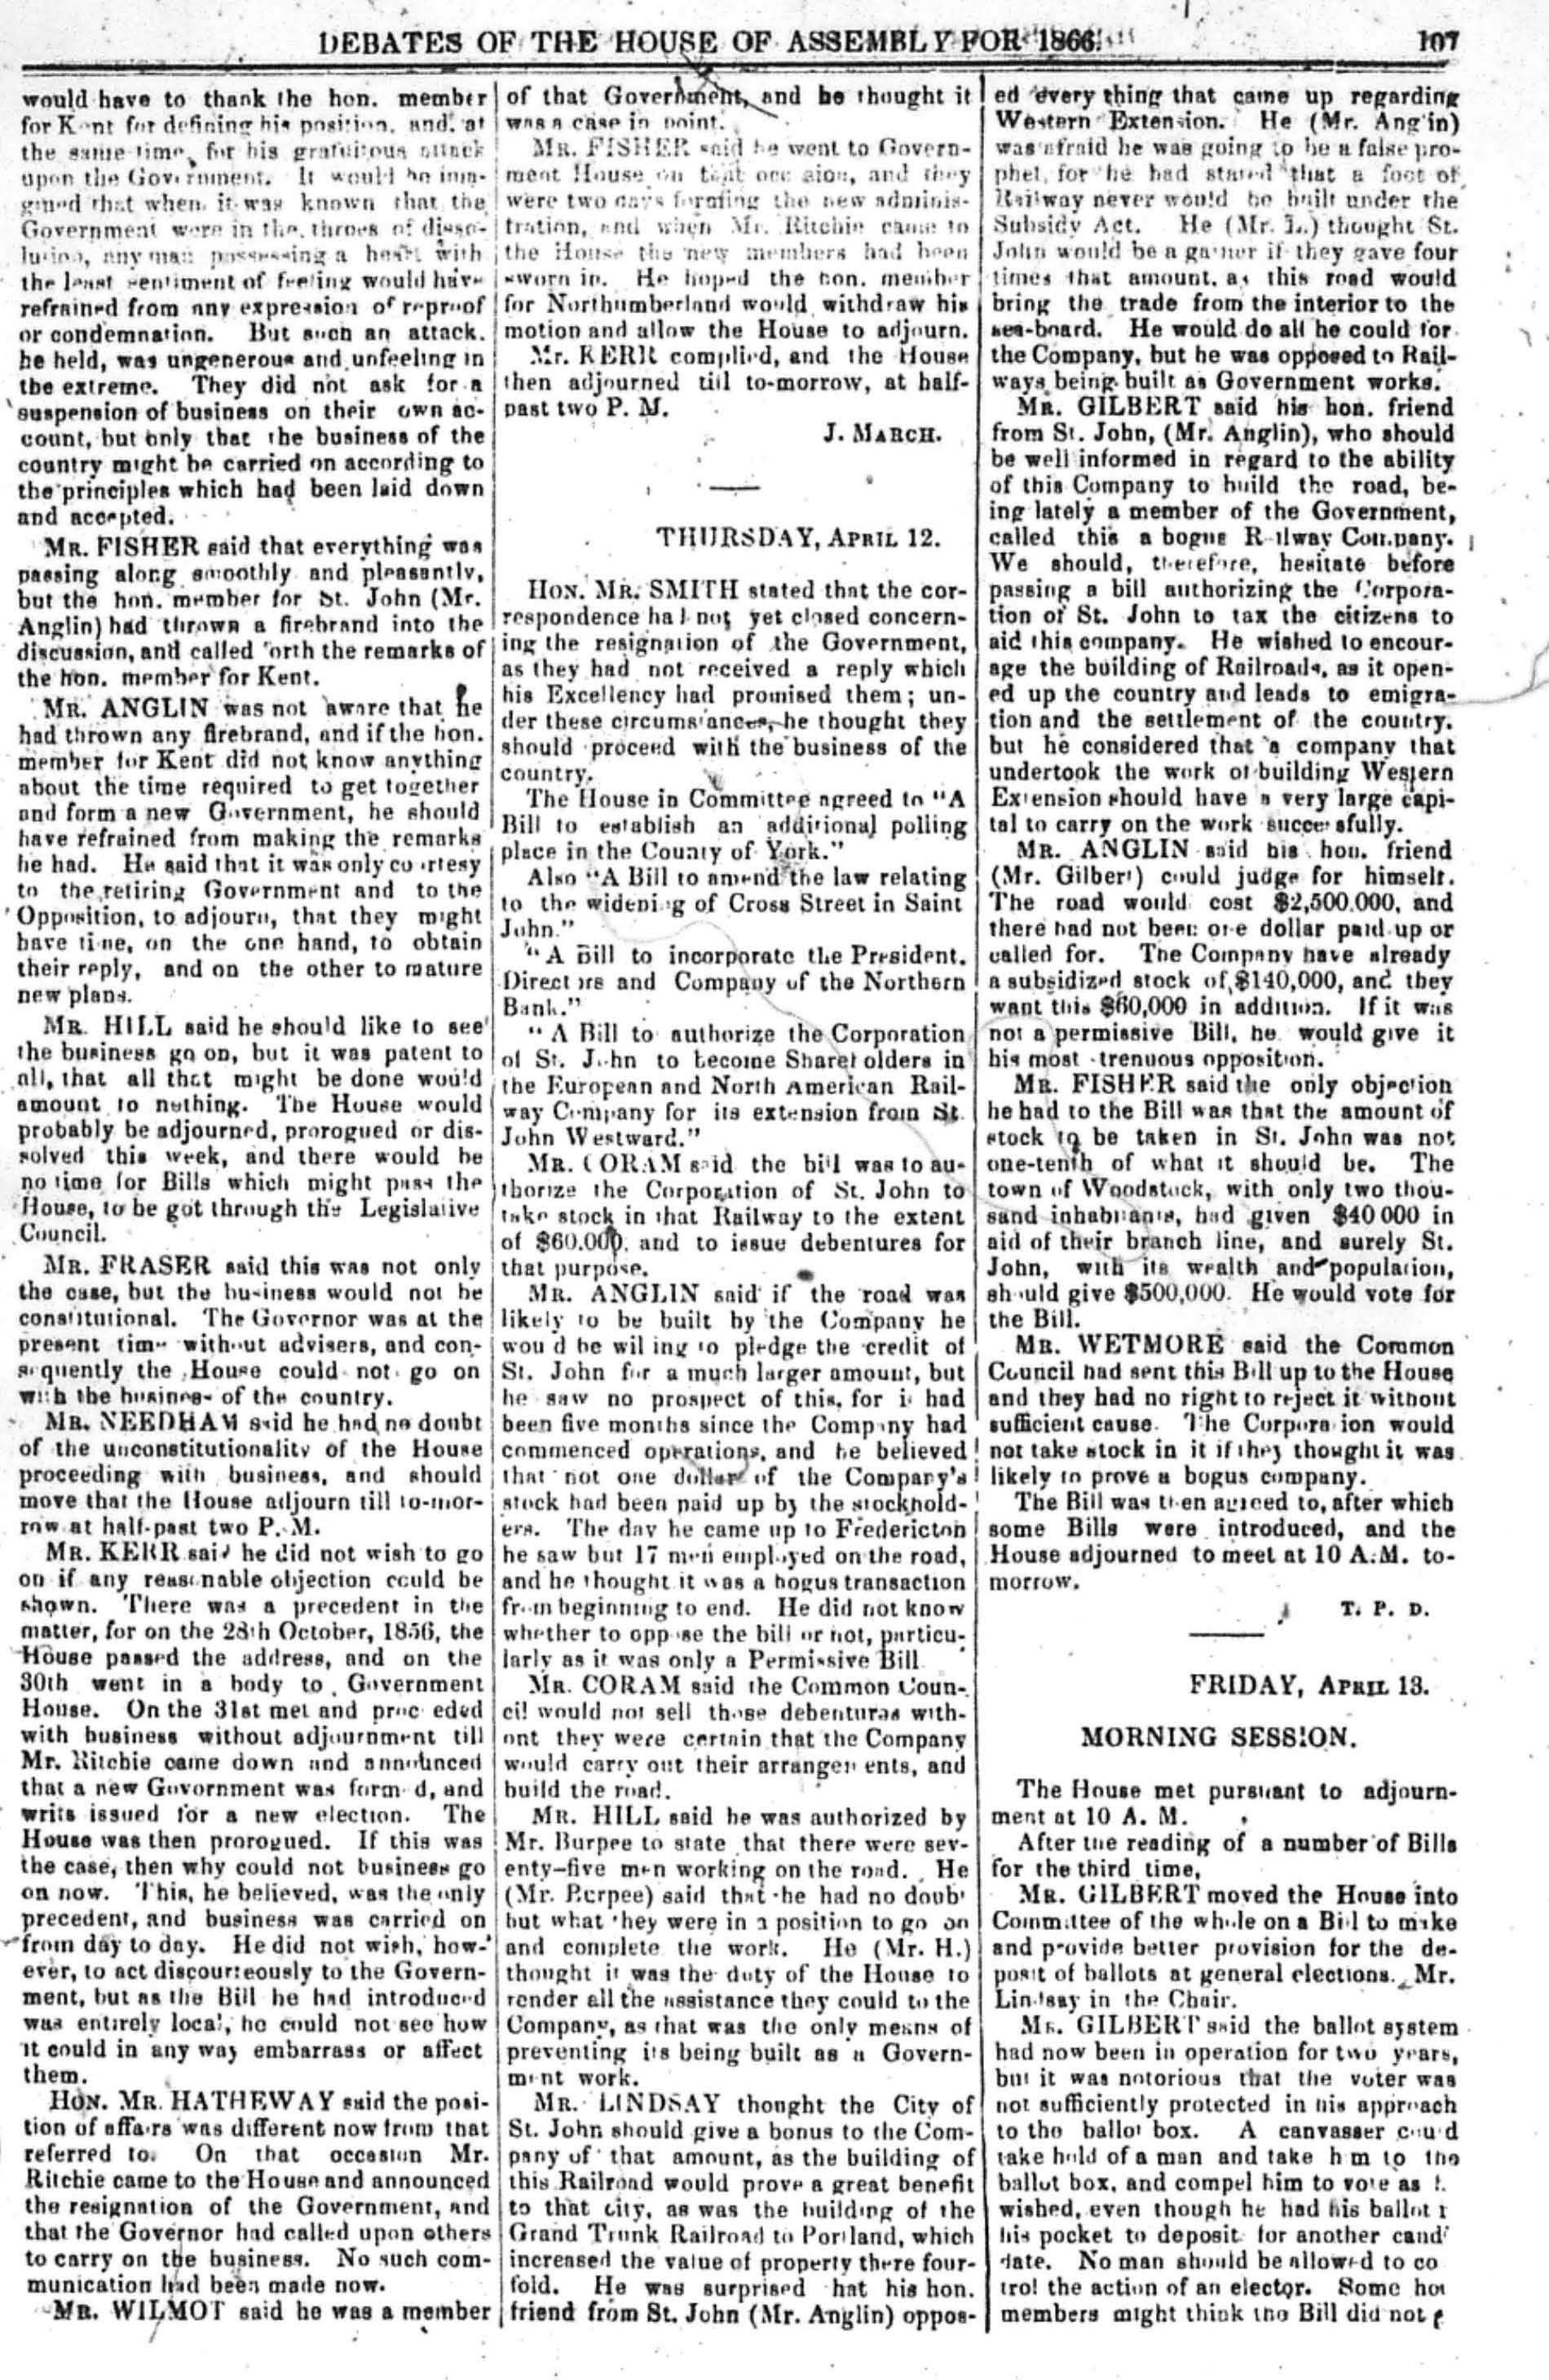 DEBATES OF THE HOUSE OF ASSEMBLY FOR 1866.
107
would have to thank the hon. member
for Kent for defining his position, and, at
the same time, for his gratuitous attack
upon the Government. It would be ima-
gined that when it was known that the
Government were in the throes of disso-
lution, any man possessing a heart with
the least sentiment of feeling would have
refrained from any expression of reproof
or condemnation. But such an attack,
he held, was ungenerous and unfeeling in
the extreme. They did not ask for a
suspension of business on their own ac-
count, but only that the business of the
country might be carried on according to
the principles which had been laid down
and accepted.
MR. FISHER said that everything was
passing along smoothly and pleasantly,
but the hon. member for St. John (Mr.
Anglin) had thrown a firebrand into the
discussion, and called forth the remarks of
the hon. member for Kent.
MR. ANGLIN was not aware that he
had thrown any firebrand, and if the hon.
member for Kent did not know anything
about the time required to get together
and form a new Government, he should
have refrained from making the remarks
he had. He said that it was only courtesy
to the retiring Government and to the
Opposition, to adjourn, that they might
have time, on the one hand, to obtain
their reply, and on the other to mature
new plans.
MR. HILL said he should like to see
the business go on, but it was patent to
all, that all that might be done would
amount to nothing. The House would
probably be adjourned, prorogued or dis-
solved this week, and there would be
no time for Bills which might pass the
House, to be got through the Legislative
Council.
MR. FRASER said this was not only
the case, but the business would not be
constitutional. The Governor was at the
present time without advisers, and con-
sequently the House could not go on
with the business of the country.
MR. NEEDHAM said he had no doubt
of the unconstitutionality of the House
proceeding with business, and should
move that the House adjourn till to-mor-
row at half-past two P. M.
MR. KERR said he did not wish to go
on if any reasonable objection could be
shown. There was a precedent in the
matter, for on the 28th October, 1856, the
House passed the address, and on the
30th went in a body to Government
House. On the 31st met and proceeded
with business without adjournment till
Mr. Ritchie came down and announced
that a new Government was formed, and
writs issued for a new election. The
House was then prorogued. If this was
the case, then why could not business go
on now. This, he believed, was the only
precedent, and business was carried on
from day to day. He did not wish, how-
ever, to act discourteously to the Govern-
ment, but as the Bill he had introduced
was entirely local, he could not see how
it could in any way embarrass or affect
them.
HON. MR. HATHEWAY said the posi-
tion of affairs was different now from that
referred to. On that occasion Mr.
Ritchie came to the House and announced
the resignation of the Government, and
that the Governor had called upon others
to carry on the business. No such com-
munication had been made now.
MR. WILMOT said he was a member
of that Government, and he thought it
was a case in point.
MR. FISHER said he went to Govern-
ment House on that occasion, and they
were two days forming the new adminis-
tration, and when Mr. Ritchie came to
the House the new members had been
sworn in. He hoped the hon. member
for Northumberland would withdraw his
motion and allow the House to adjourn.
Mr. KERR complied, and the House
then adjourned till to-morrow, at half-
past two P. M.
J. MARCH.
THURSDAY, APRIL 12.
HON. MR. SMITH stated that the cor-
respondence had not yet closed concern-
ing the resignation of the Government,
as they had not received a reply which
his Excellency had promised them; un-
der these circumstances, he thought they
should proceed with the business of the
country.
The House in Committee agreed to "A
Bill to establish an additional polling
place in the County of York."
Also "A Bill to amend the law relating
to the widening of Cross Street in Saint
John."
"A Bill to incorporate the President,
Directors and Company of the Northern
Bank."
"A Bill to authorize the Corporation
of St. John to become Shareholders in
the European and North American Rail-
way Company for its extension from St.
John Westward."
MR. CORAM said the bill was to au-
thorize the Corporation of St. John to
take stock in that Railway to the extent
of $60,000, and to issue debentures for
that purpose.
MR. ANGLIN said if the road was
likely to be built by the Company he
would be willing to pledge the credit of
St. John for a much larger amount, but
he saw no prospect of this, for it had
been five months since the Company had
commenced operations, and he believed
that not one dollar of the Company's
stock had been paid up by the stockhold-
ers. The day he came up to Fredericton
he saw but 17 men employed on the road,
and he thought it was a bogus transaction
from beginning to end. He did not know
whether to oppose the bill or not, particu-
larly as it was only a Permissive Bill
MR. CORAM said the Common Coun-
cil would not sell those debentures with-
out they were certain that the Company
would carry out their arrangements, and
build the road.
MR. HILL said he was authorized by
Mr. Burpee to state that there were sev-
enty-five men working on the road. He
(Mr. Burpee) said that he had no doubt
but what they were in a position to go on
and complete the work. He (Mr. H.)
thought it was the duty of the House to
render all the assistance they could to the
Company, as that was the only means of
preventing its being built as a Govern-
ment work.
MR. LINDSAY thought the City of
St. John should give a bonus to the Com-
pany of that amount, as the building of
this Railroad would prove a great benefit
to that city, as was the building of the
Grand Trunk Railroad to Portland, which
increased the value of property there four-
fold. He was surprised that his hon.
friend from St. John (Mr. Anglin) oppos-
ed every thing that came up regarding
Western Extension. He (Mr. Anglin)
was afraid he was going to be a false pro-
phet, for he had stated that a foot of
Railway never would be built under the
Subsidy Act. He (Mr. L.) thought St.
John would be a gainer if they gave four
times that amount, as this road would
bring the trade from the interior to the
sea-board. He would do all he could for
the Company, but he was opposed to Rail-
ways being built as Government works.
MR. GILBERT said his hon. friend
from St. John, (Mr. Anglin), who should
be well informed in regard to the ability
of this Company to build the road, be-
ing lately a member of the Government,
called this a bogus Railway Company.
We should, therefore, hesitate before
passing a bill authorizing the Corpora-
tion of St. John to tax the citizens to
aid this company. He wished to encour-
age the building of Railroads, as it open-
ed up the country and leads to emigra-
tion and the settlement of the country,
but he considered that a company that
undertook the work of building Western
Extension should have a very large capi-
tal to carry on the work successfully.
MR. ANGLIN said his hon. friend
(Mr. Gilbert) could judge for himself.
The road would cost $2,500,000, and
there had not been one dollar paid up or
called for. The Company have already
a subsidized stock of $140,000, and they
want this $60,000 in addition. If it was
not a permissive Bill, he would give it
his most strenuous opposition.
MR. FISHER said the only objection
he had to the Bill was that the amount of
stock to be taken in St. John was not
one-tenth of what it should be. The
town of Woodstock, with only two thou-
sand inhabitants, had given $40 000 in
aid of their branch line, and surely St.
John, with its wealth and population,
should give $500,000. He would vote for
the Bill.
MR. WETMORE said the Common
Council had sent this Bill up to the House
and they had no right to reject it without
sufficient cause. The Corporation would
not take stock in it if they thought it was
likely to prove a bogus company.
The Bill was then agreed to, after which
some Bills were introduced, and the
House adjourned to meet at 10 A.M. to-
morrow.
T. P. D.
FRIDAY, APRIL 13.
MORNING SESSION.
The House met pursuant to adjourn-
ment at 10 A. M.
After the reading of a number of Bills
for the third time,
MR. GILBERT moved the House into
Committee of the whole on a Bill to make
and provide better provision for the de-
posit of ballots at general elections. Mr.
Lindsay in the Chair.
MR. GILBERT said the ballot system
had now been in operation for two years,
but it was notorious that the voter was
not sufficiently protected in his approach
to the ballot box. A canvasser could
take hold of a man and take him to the
ballot box, and compel him to vote as
wished, even though he had his ballot
his pocket to deposit for another candi
date. No man should be allowed to co
trol the action of an elector. Some hon
members might think the Bill did not